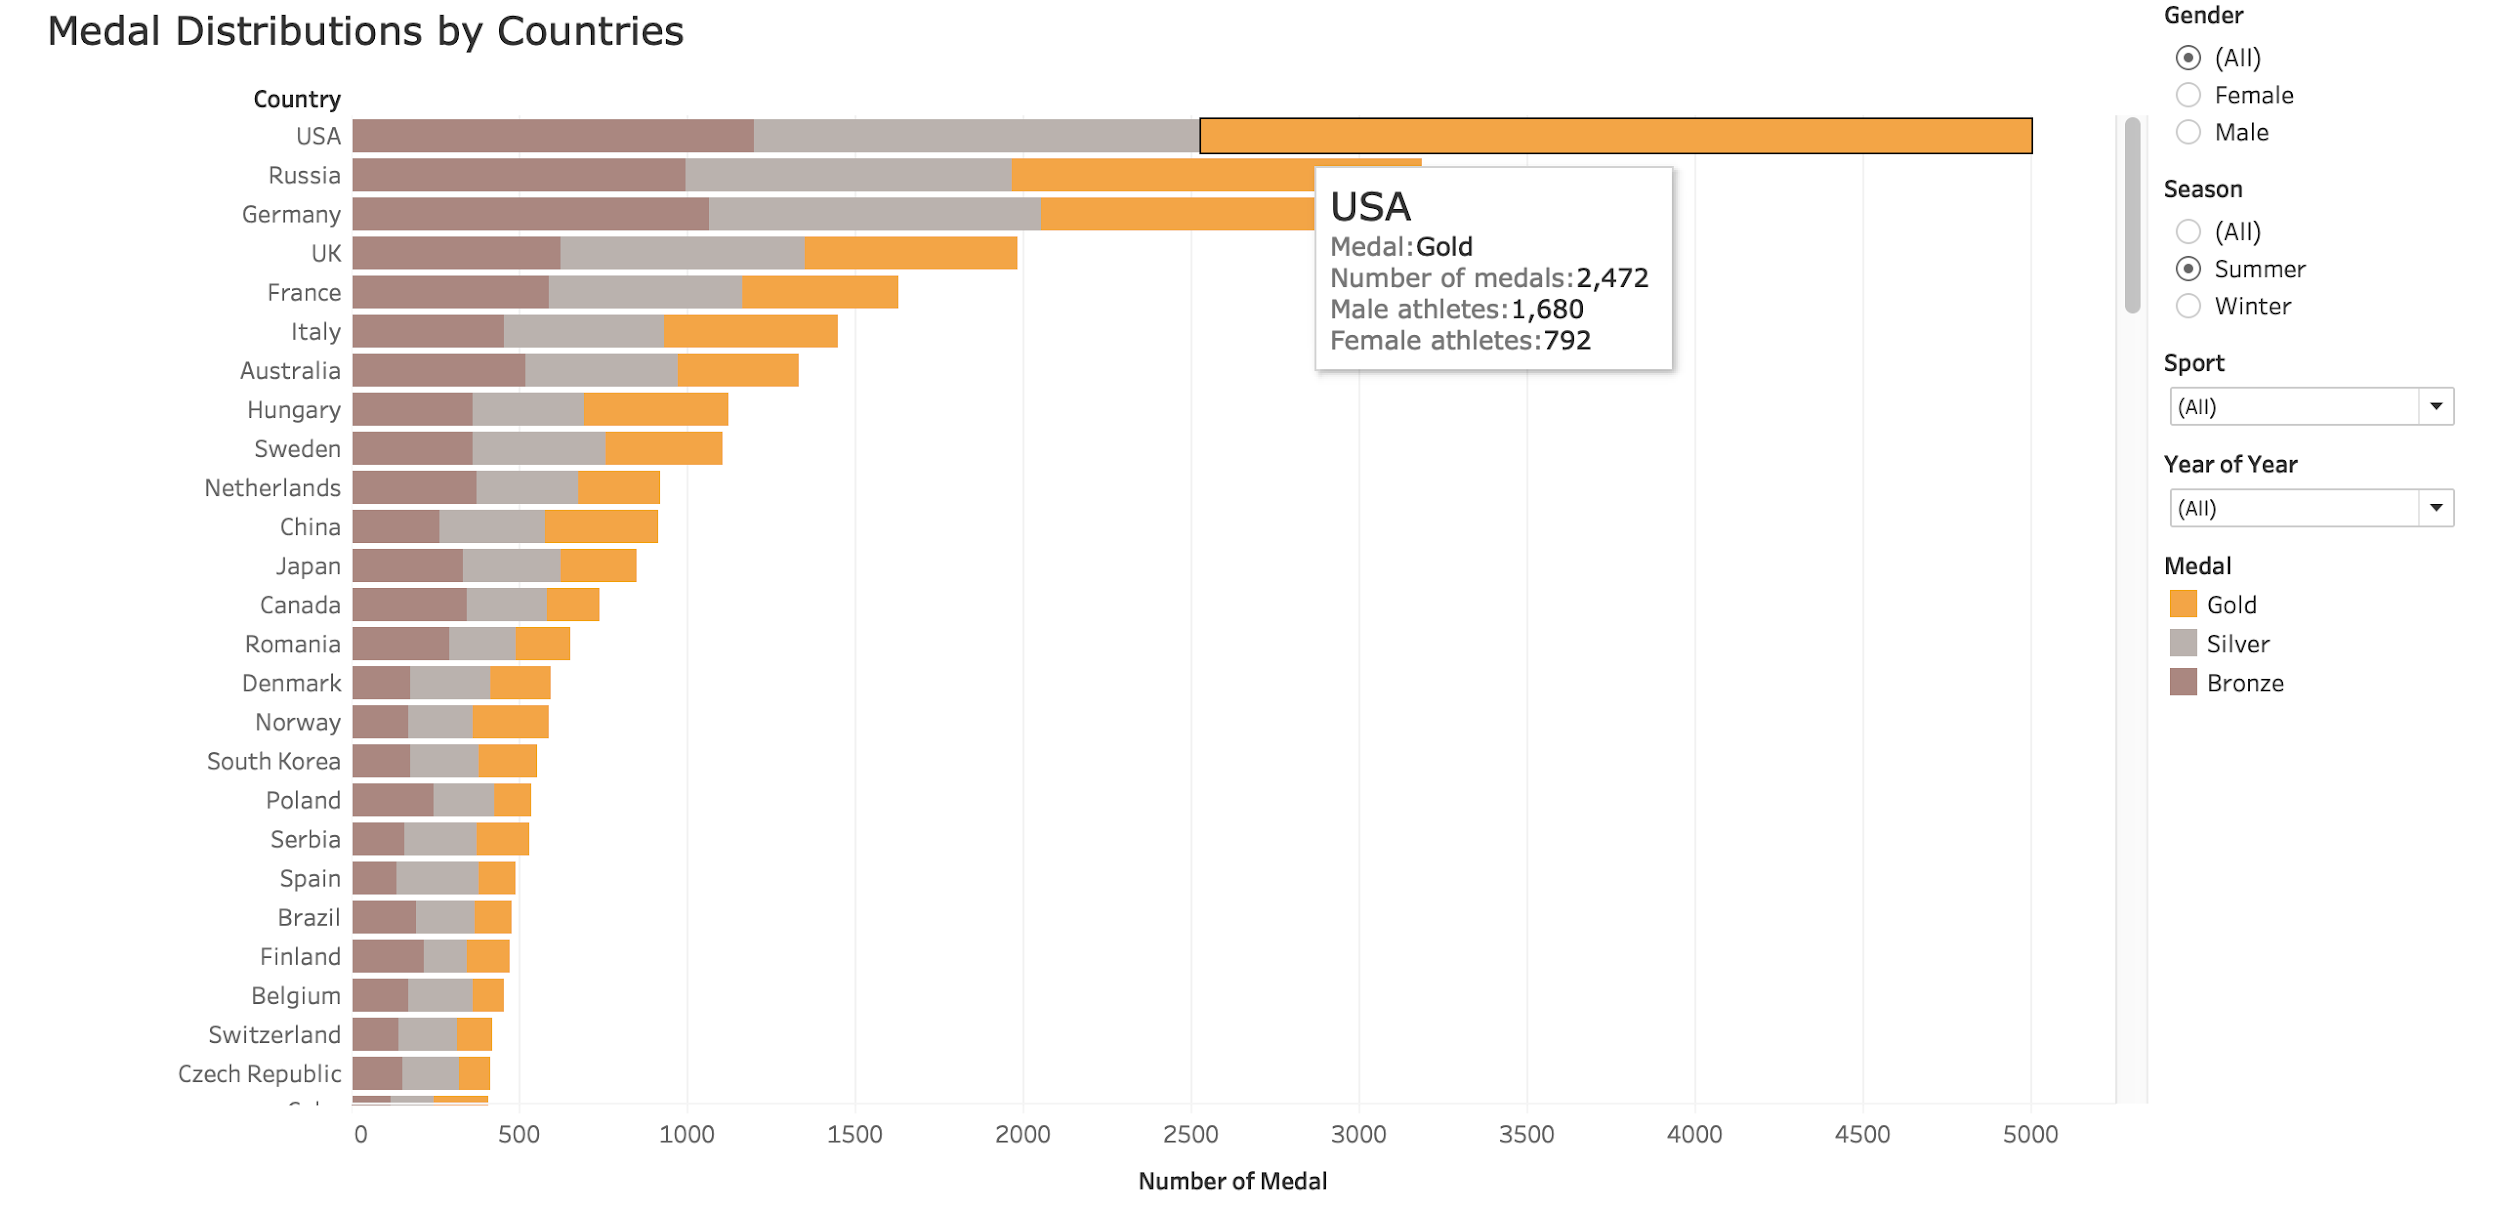 Medal Distributions by Countries
Country
USA
Russia
Germany
UK
France
Italy
Australia
Hungary
Sweden
Netherlands
China
Japan
Canada
Romania
Denmark
Norway
South Korea
Poland
Serbia
Spain
Brazil
Finland
Belgium
Switzerland
Czech Republic
0 500 1000 1500 2000 2500 3000 3500 4000 4500 5000
Number of Medal
USA
Medal:Gold
Number of medals:2,472
Male athletes:1,680
Female athletes:792
Gender
(All)
Female
Male
Season
(All)
Summer
Winter
Sport
(All)
Year of Year
(All)
Medal
Gold
Silver
Bronze